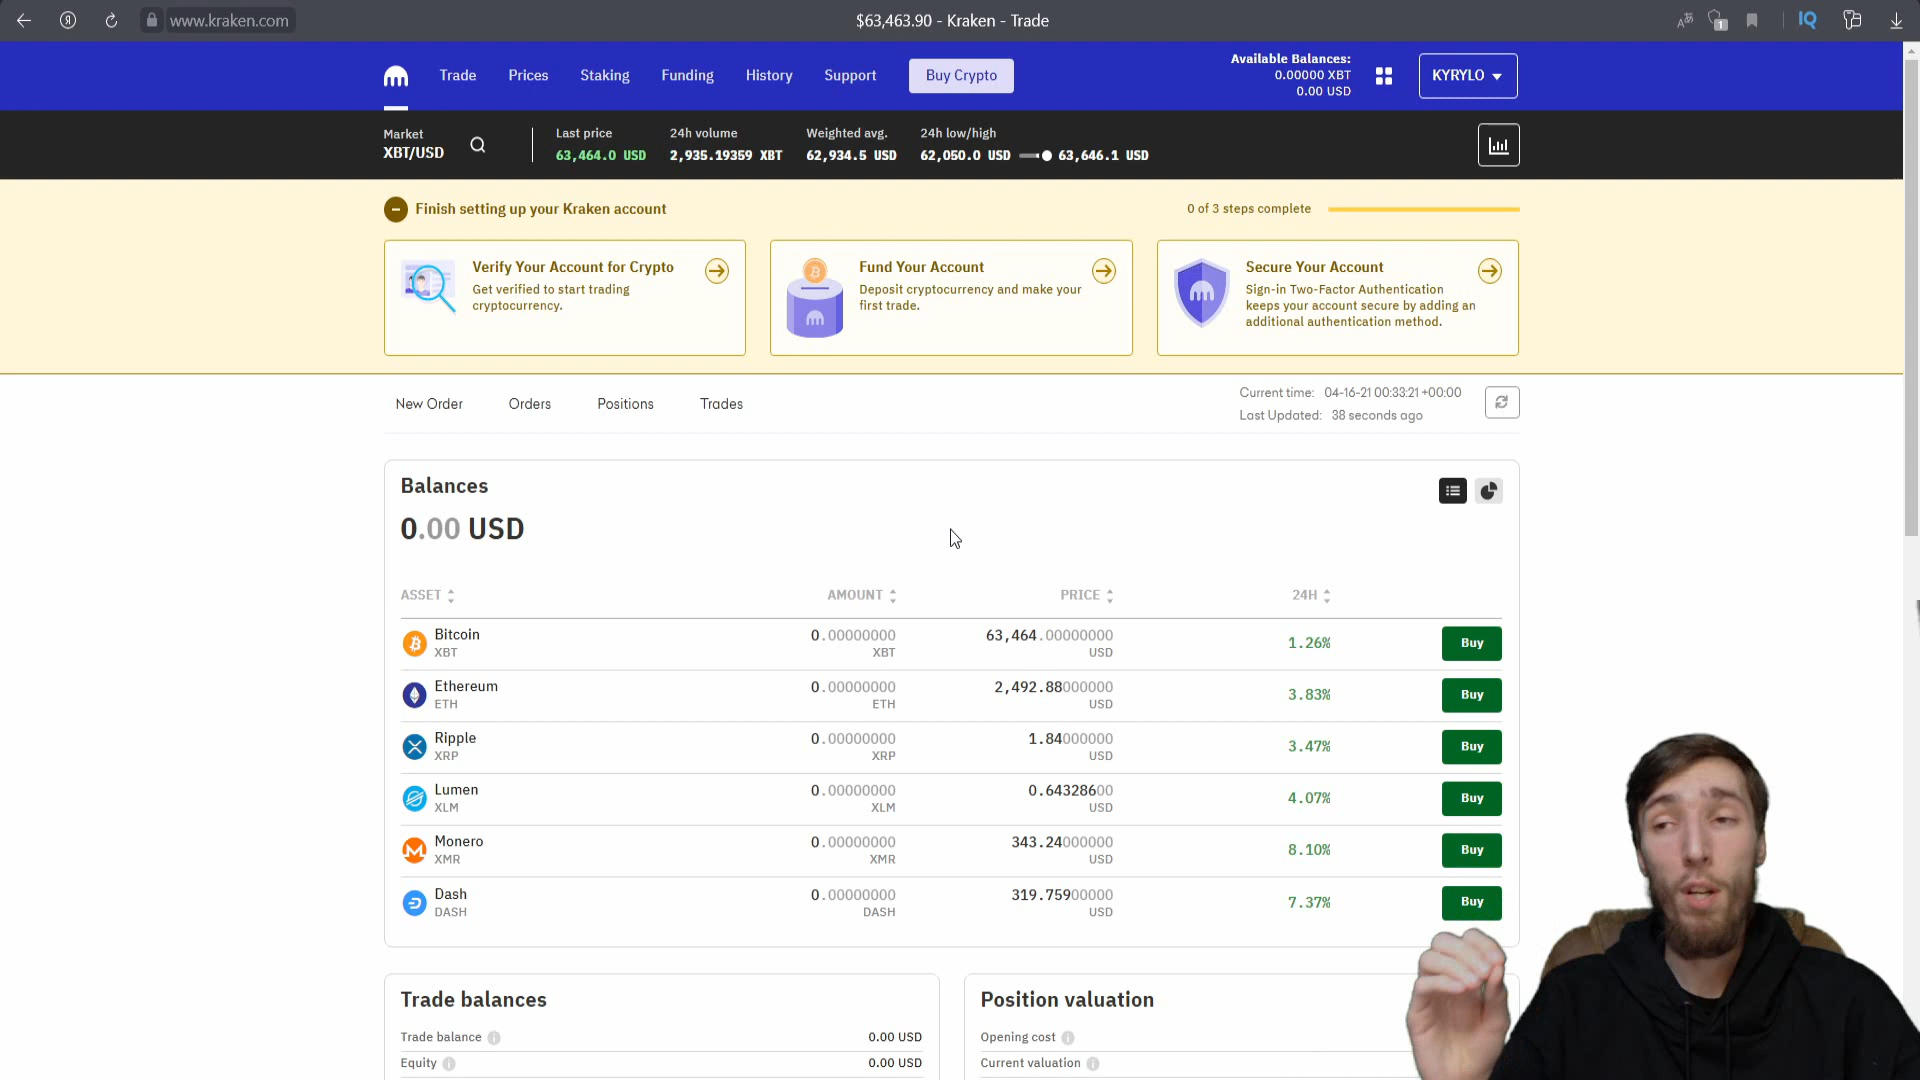 www.kraken.com
$63,463.90 - Kraken - Trade
1
IQ
Trade
Prices
Staking
Funding
History
Support
Buy Crypto
Available Balances:
0.00000 XBT
0.00 USD
KYRYLO
Market
XBT/USD
Last price
63,464.0 USD
24h volume
2,935.19359 XBT
Weighted avg.
62,934.5 USD
24h low/high
62,050.0 USD
63,646.1 USD
Finish setting up your Kraken account
0 of 3 steps complete
Verify Your Account for Crypto
Get verified to start trading
cryptocurrency.
Fund Your Account
Deposit cryptocurrency and make your
first trade.
Secure Your Account
Sign-in Two-Factor Authentication
keeps your account secure by adding an
additional authentication method.
New Order
Orders
Positions
Trades
Current time: 04-16-21 00:33:21 +00:00
Last Updated: 38 seconds ago
Balances
0.00 USD
ASSET
AMOUNT
PRICE
24H
Bitcoin
XBT
0.00000000
XBT
63,464.00000000
USD
1.26%
Buy
Ethereum
ETH
0.00000000
ETH
2,492.88000000
USD
3.83%
Buy
Ripple
XRP
0.00000000
XRP
1.84000000
USD
3.47%
Buy
Lumen
XLM
0.00000000
XLM
0.64328600
USD
4.07%
Buy
Monero
XMR
0.00000000
XMR
343.24000000
USD
8.10%
Buy
Dash
DASH
0.00000000
DASH
319.75900000
USD
7.37%
Buy
Trade balances
Trade balance
0.00 USD
Equity
0.00 USD
Position valuation
Opening cost
Current valuation